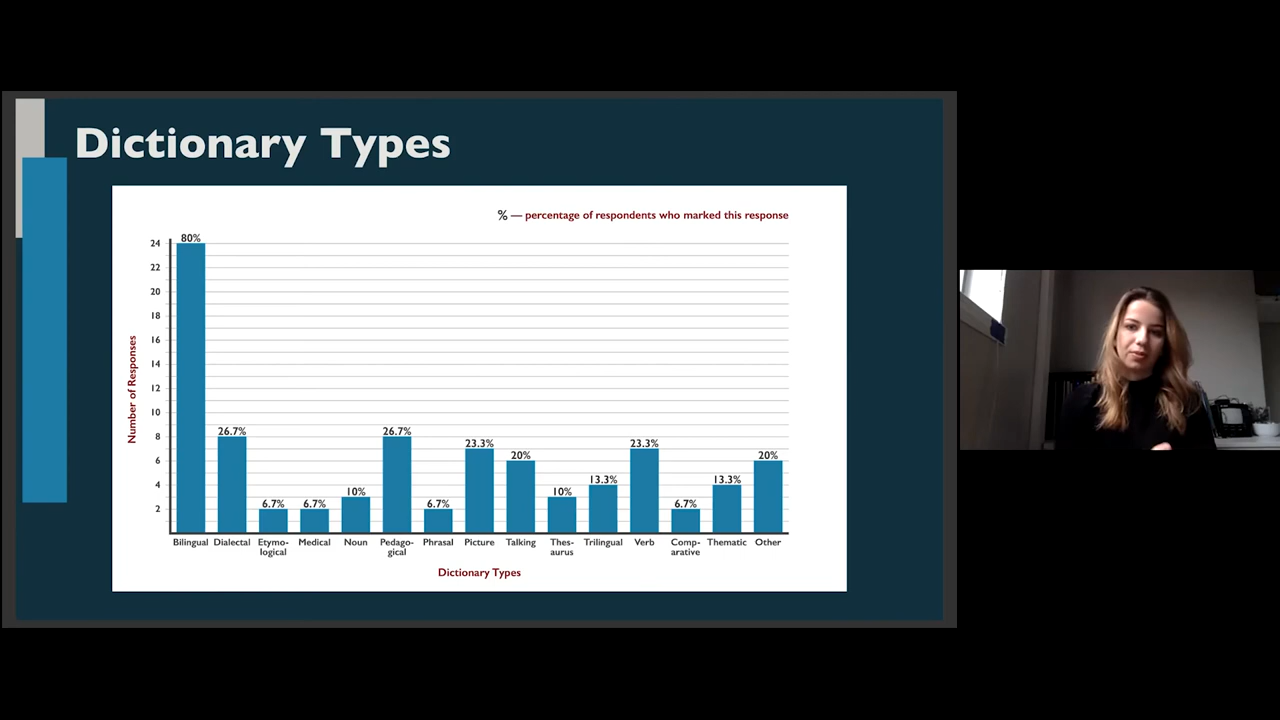 Dictionary Types
% — percentage of respondents who marked this response
Number of Responses
24
22
20
18
16
14
12
10
8
6
4
2
80%
26.7%
6.7%
6.7%
10%
26.7%
6.7%
23.3%
20%
10%
13.3%
23.3%
6.7%
13.3%
20%
Bilingual
Dialectal
Etymo-
logical
Medical
Noun
Pedago-
gical
Phrasal
Picture
Talking
Thes-
aurus
Trilingual
Verb
Comp-
arative
Thematic
Other
Dictionary Types